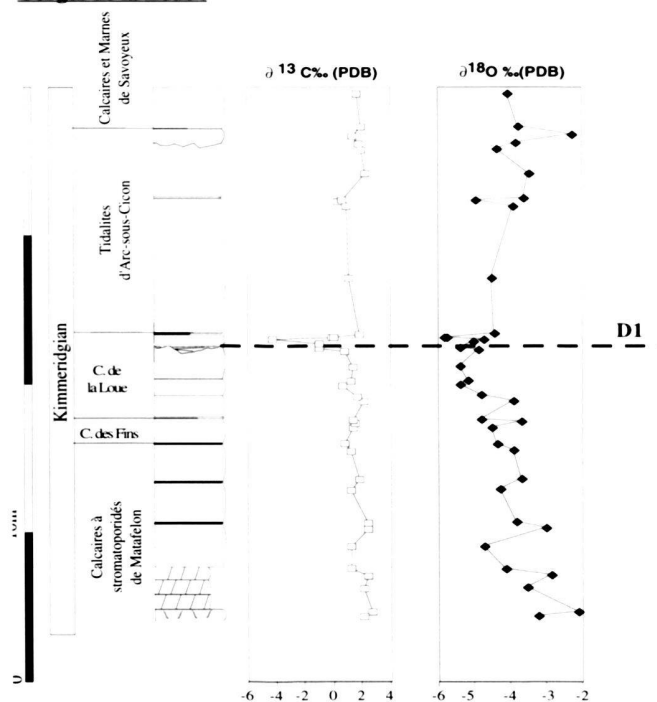 ∂ 13 C‰ (PDB)
∂18O ‰(PDB)
Calcaires et Marnes
de Savoyeux
Tidalites
d'Arc-sous-Cicon
D1
Kimmeridgian
C. de
la Loue
C. des Fins
Calcaires à
stromatoporidés
de Matafelon
0
-6 -4 -2 0 2 4
-6 -5 -4 -3 -2